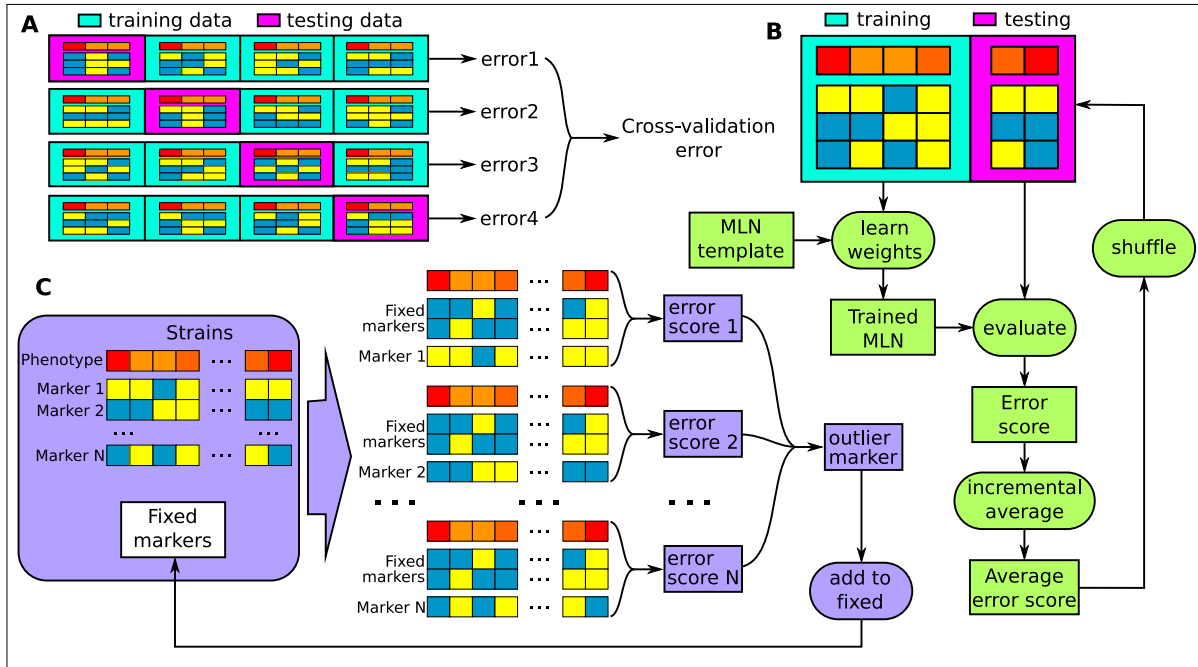 A
training data
testing data
error1
error2
error3
error4
Cross-validation
error
B
training
testing
MLN
template
learn
weights
shuffle
Trained
MLN
evaluate
Error
score
incremental
average
Average
error score
C
Strains
Phenotype
Marker 1
Marker 2
...
...
Marker N
Fixed
markers
...
...
Fixed
markers
Marker 1
...
...
error
score 1
...
Fixed
markers
Marker 2
...
...
error
score 2
...
...
...
...
Fixed
markers
Marker N
...
...
error
score N
outlier
marker
add to
fixed